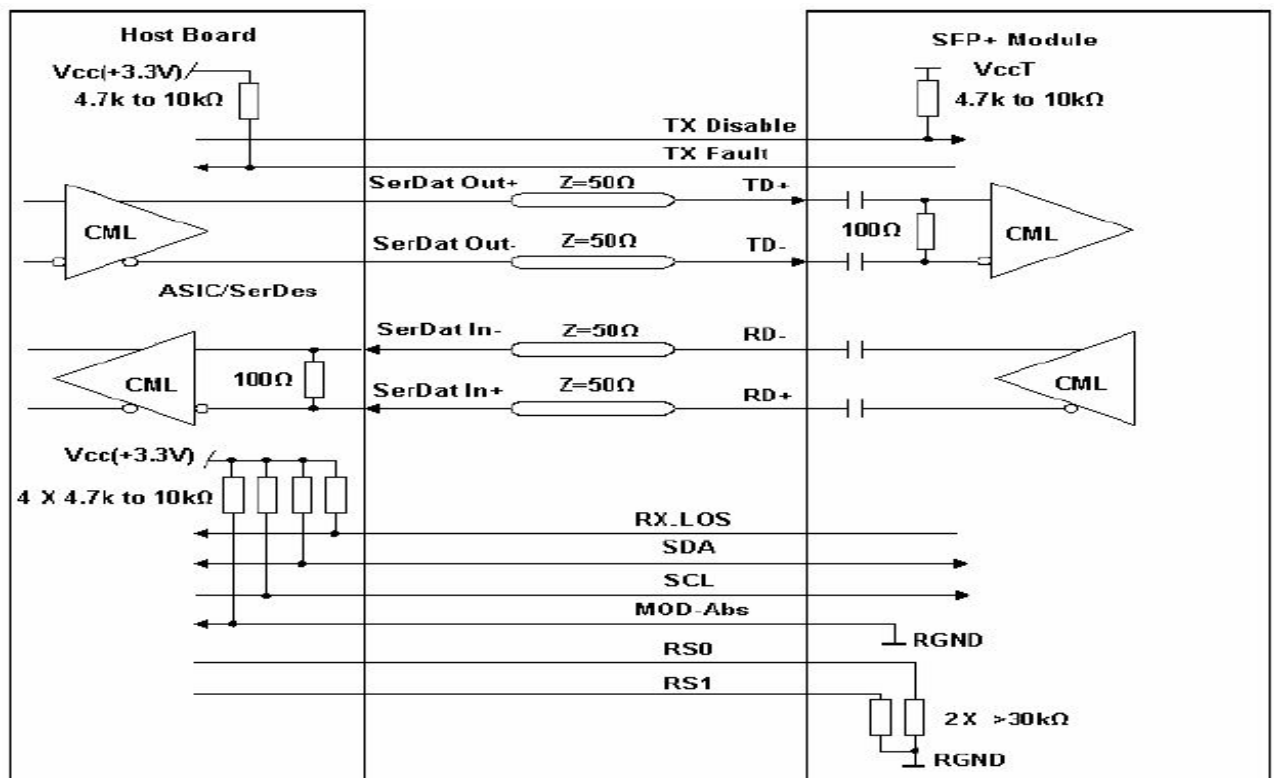 Host Board
SFP+ Module
Vcc(+3.3V)
4.7k to 10kΩ
VccT
4.7k to 10kΩ
TX Disable
TX Fault
SerDat Out+
Z=50Ω
TD+
CML
100Ω
CML
SerDat Out-
Z=50Ω
TD-
ASIC/SerDes
SerDat In-
Z=50Ω
RD-
CML
100Ω
SerDat In+
Z=50Ω
RD+
CML
Vcc(+3.3V)
4 X 4.7k to 10kΩ
RX_LOS
SDA
SCL
MOD-Abs
RGND
RS0
RS1
2X >30kΩ
RGND